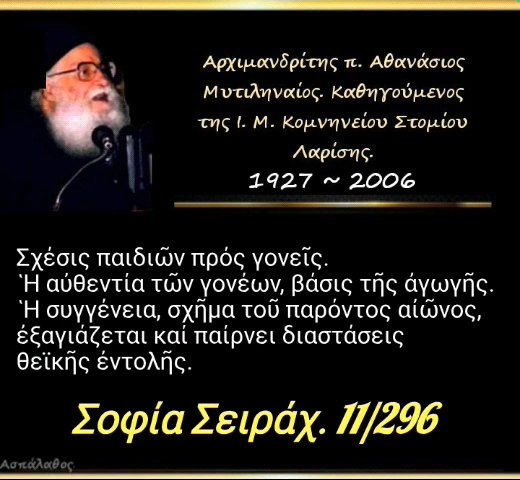 Αρχιμανδρίτης π. Αθανάσιος
Μυτιληναίος. Καθηγούμενος
της Ι. Μ. Κομνηνείου Στομίου
Λαρίσης.
1927 ~ 2006
Σχέσις παιδιῶν πρός γονεῖς.
Ἡ αὐθεντία τῶν γονέων, βάσις τῆς ἀγωγῆς.
Ἡ συγγένεια, σχῆμα τοῦ παρόντος αἰῶνος,
ἐξαγιάζεται καί παίρνει διαστάσεις
θεϊκῆς ἐντολῆς.
Σοφία Σειράχ. 11/296
Ασπάλαθος.